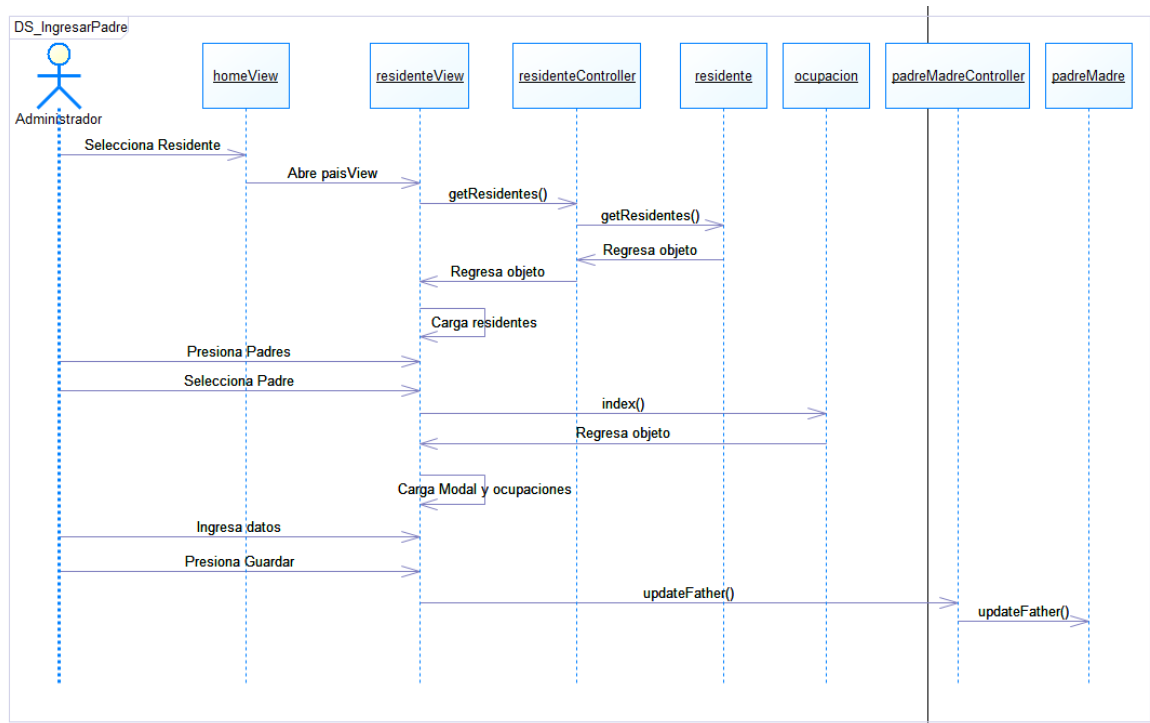 DS_IngresarPadre
homeView
residenteView
residenteController
residente
ocupacion
padreMadreController
padreMadre
Administrador
Selecciona Residente
Abre paisView
getResidentes()
getResidentes()
Regresa objeto
Regresa objeto
Carga residentes
Presiona Padres
Selecciona Padre
index()
Regresa objeto
Carga Modal y ocupaciones
Ingresa datos
Presiona Guardar
updateFather()
updateFather()